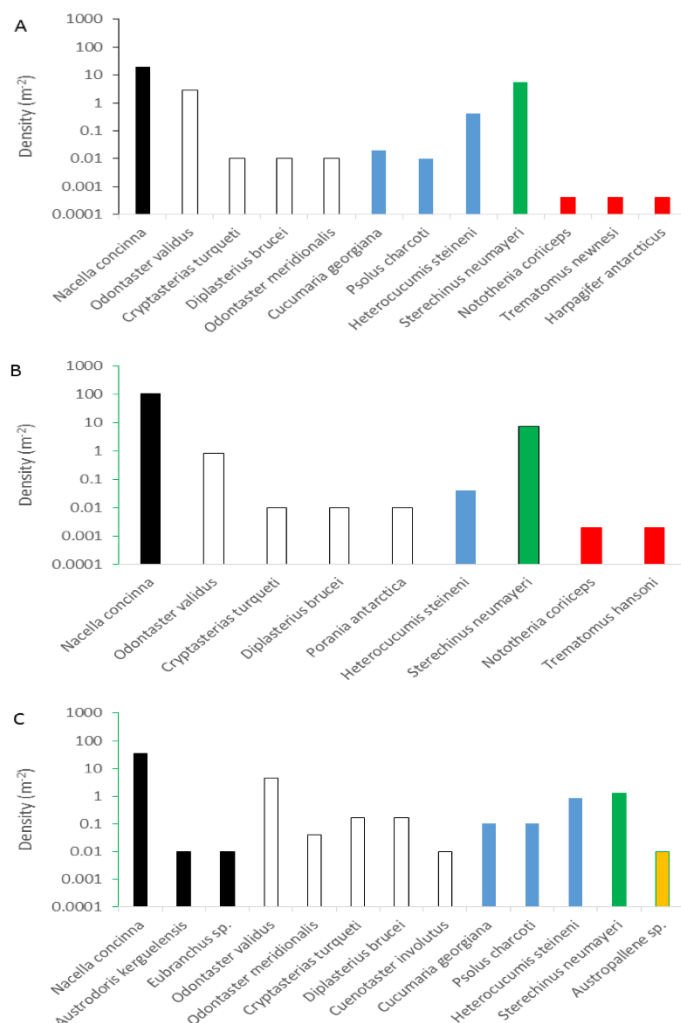 A
1000
100
10
1
0.1
0.01
0.001
0.0001
Density (m-2)
Nacella concinna
Odontaster validus
Cryptasterias turqueti
Diplasterius brucei
Odontaster meridionalis
Cucumaria georgiana
Psolus charcoti
Heterocucumis steineni
Sterechinus neumayeri
Notothenia coriiceps
Trematomus newnesi
Harpagifer antarcticus
B
1000
100
10
1
0.1
0.01
0.001
0.0001
Density (m-2)
Nacella concinna
Odontaster validus
Cryptasterias turqueti
Diplasterius brucei
Porania antarctica
Heterocucumis steineni
Sterechinus neumayeri
Notothenia coriiceps
Trematomus hansoni
C
1000
100
10
1
0.1
0.01
0.001
0.0001
Density (m-2)
Nacella concinna
Austrodoris kerguelensis
Eubranchus sp.
Odontaster validus
Odontaster meridionalis
Cryptasterias turqueti
Diplasterius brucei
Cuenotaster involutus
Cucumaria georgiana
Psolus charcoti
Heterocucumis steineni
Sterechinus neumayeri
Austropallene sp.